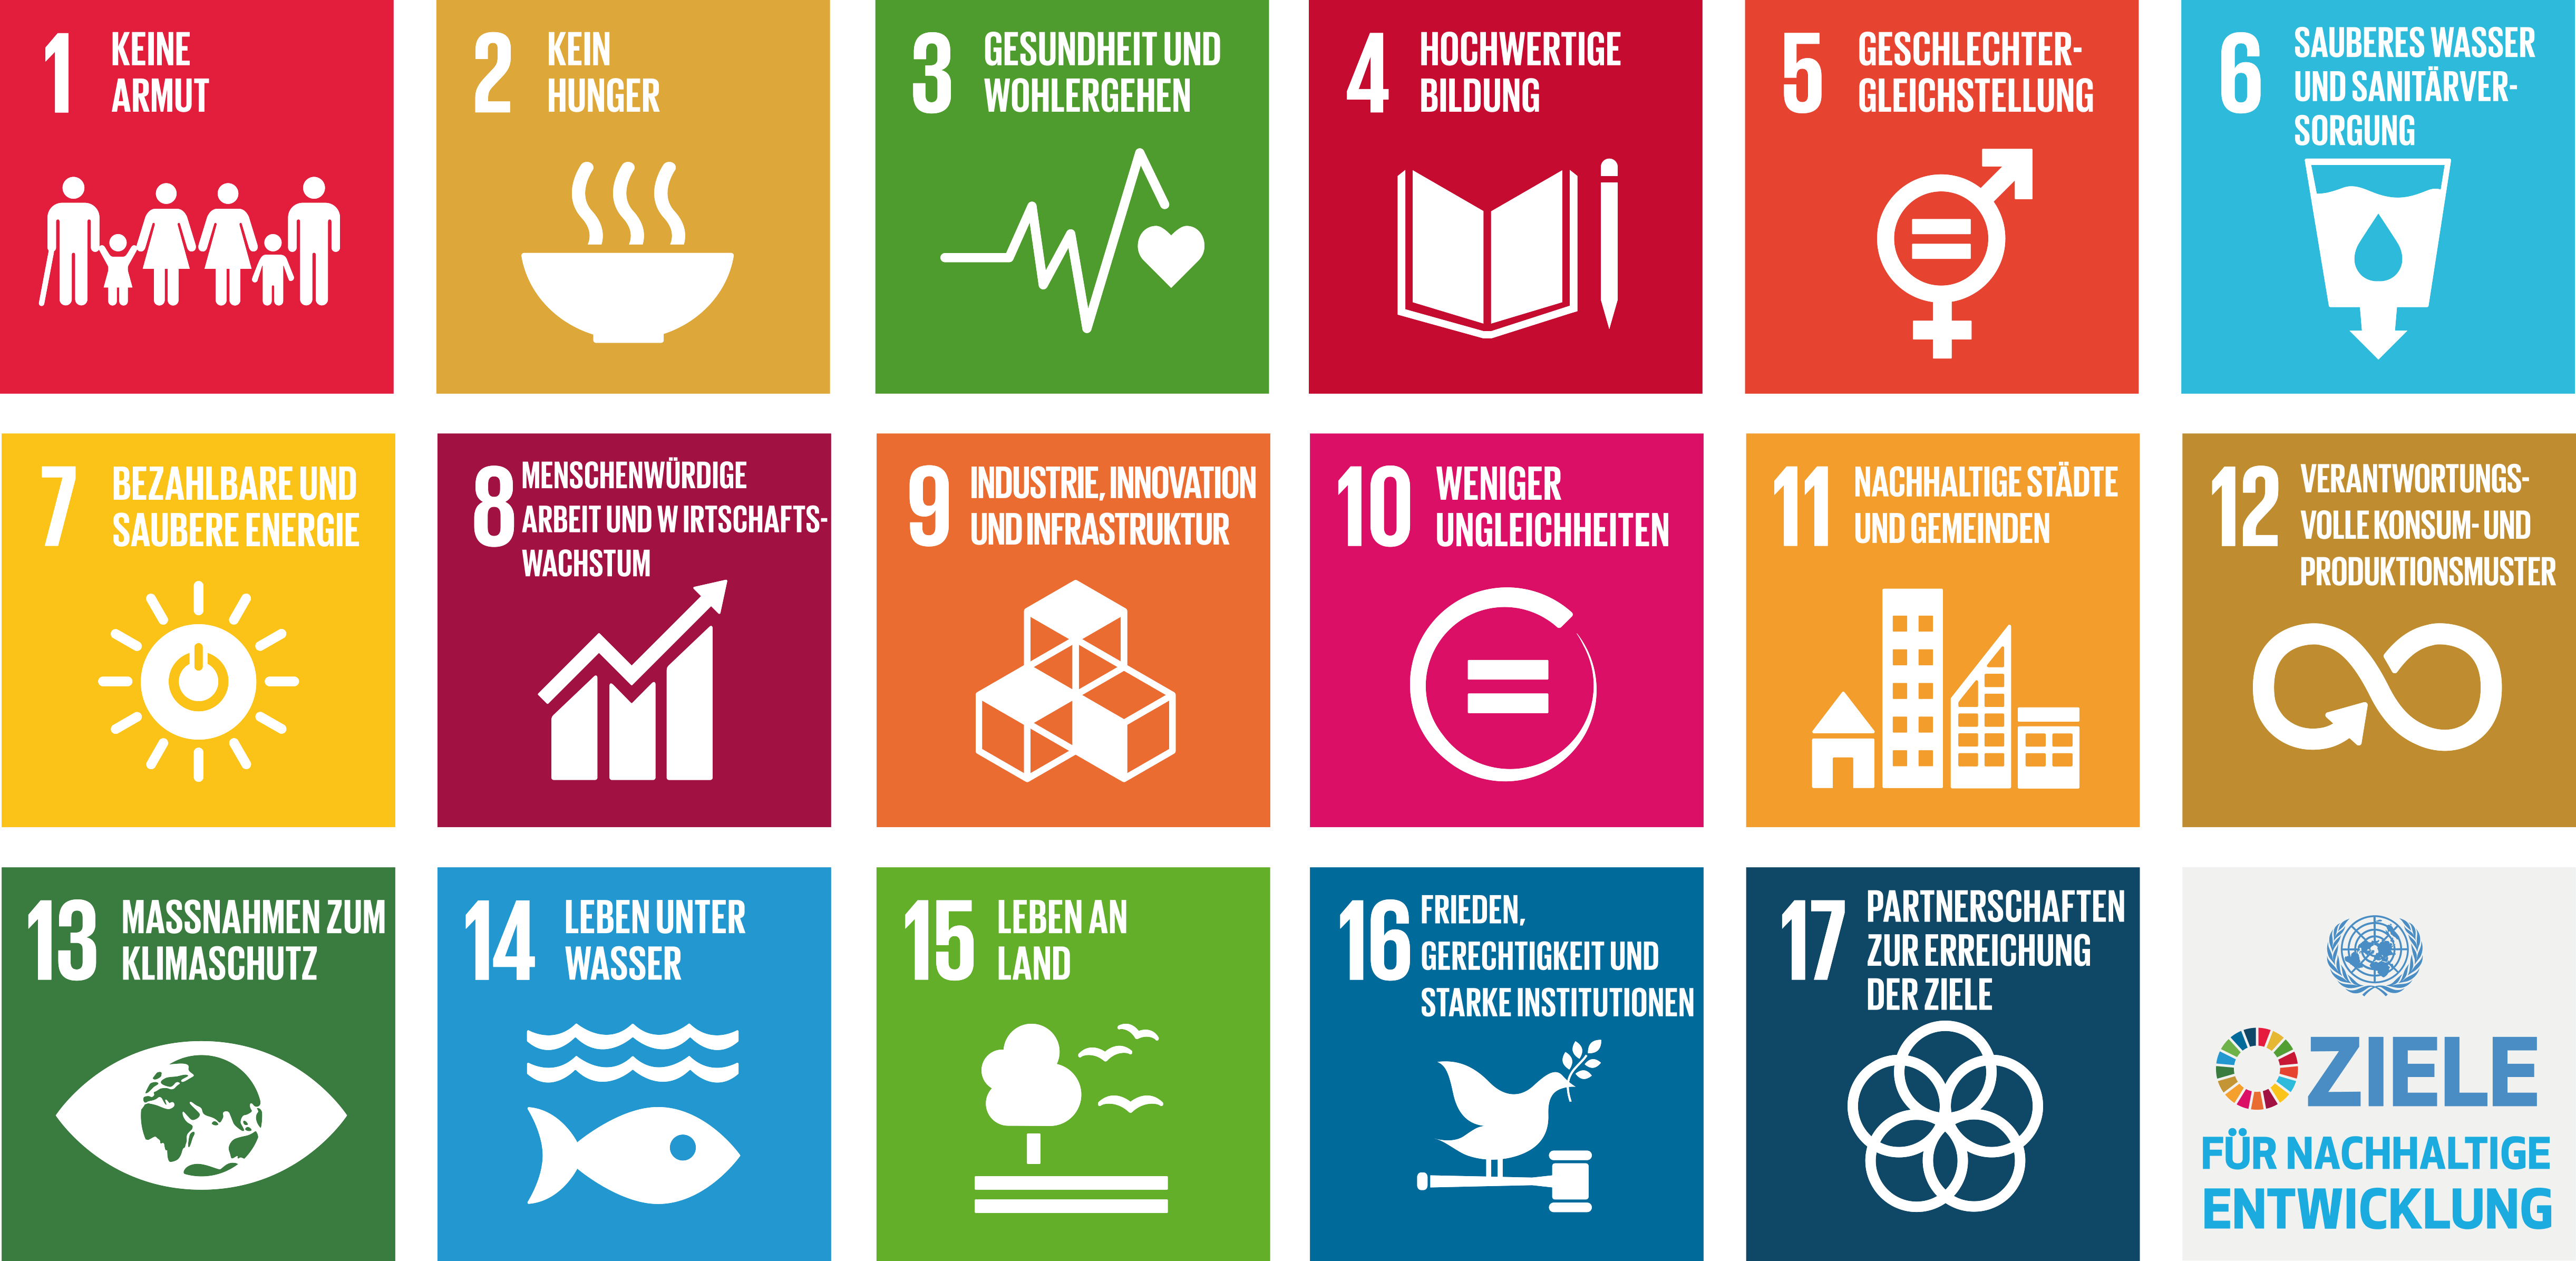 1 KEINE
ARMUT
2 KEIN
HUNGER
3 GESUNDHEIT UND
WOHLERGEHEN
4 HOCHWERTIGE
BILDUNG
5 GESCHLECHTER-
GLEICHSTELLUNG
6 SAUBERES WASSER
UND SANITÄRVER-
SORGUNG
7 BEZAHLBARE UND
SAUBERE ENERGIE
8 MENSCHENWÜRDIGE
ARBEIT UND W IRTSCHAFTS-
WACHSTUM
9 INDUSTRIE, INNOVATION
UND INFRASTRUKTUR
10 WENIGER
UNGLEICHHEITEN
11 NACHHALTIGE STÄDTE
UND GEMEINDEN
12 VERANTWORTUNGS-
VOLLE KONSUM- UND
PRODUKTIONSMUSTER
13 MASSNAHMEN ZUM
KLIMASCHUTZ
14 LEBEN UNTER
WASSER
15 LEBEN AN
LAND
16 FRIEDEN,
GERECHTIGKEIT UND
STARKE INSTITUTIONEN
17 PARTNERSCHAFTEN
ZUR ERREICHUNG
DER ZIELE
ZIELE
FÜR NACHHALTIGE
ENTWICKLUNG